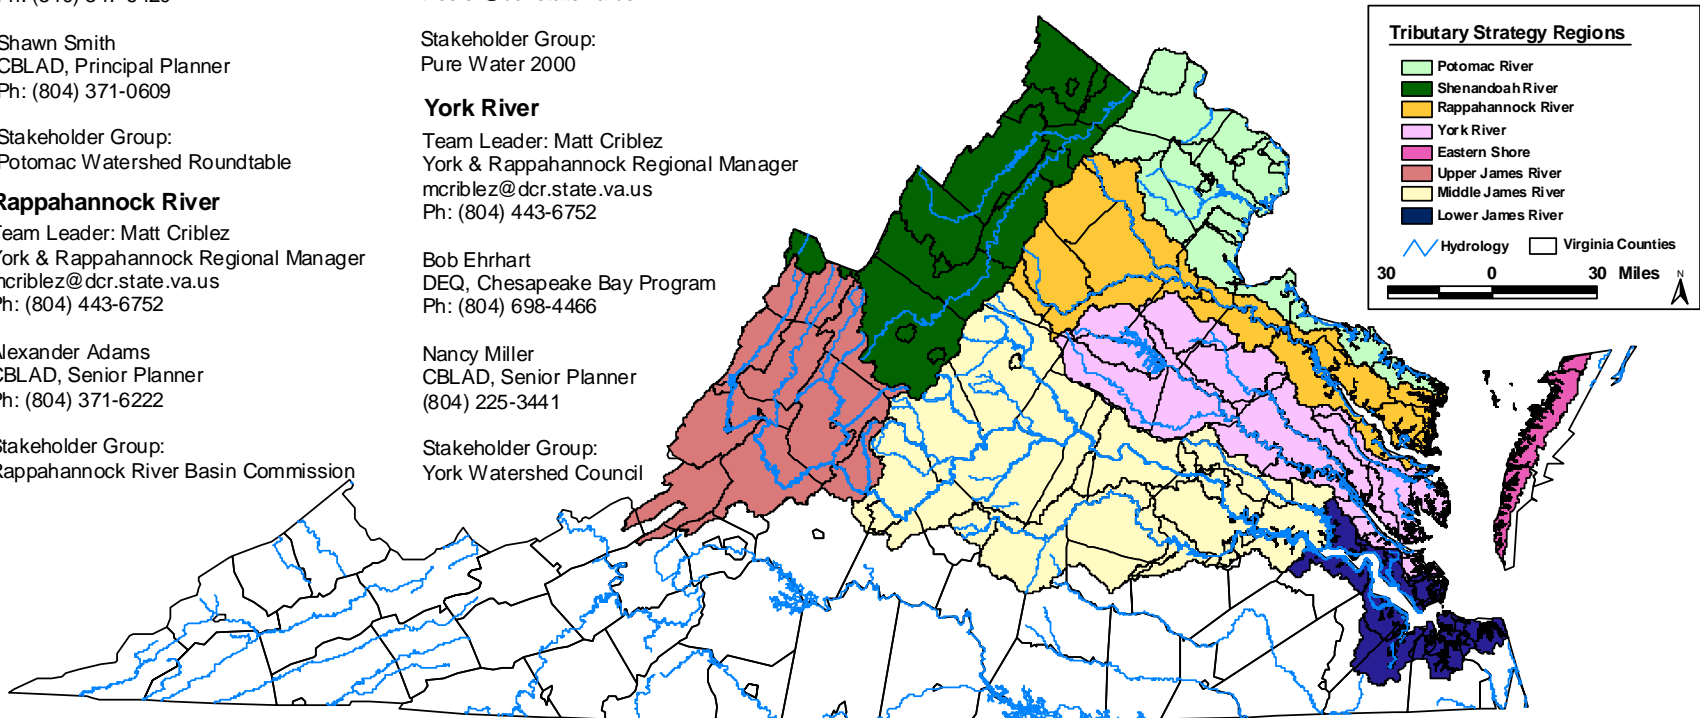 Shawn Smith
CBLAD, Principal Planner
Ph: (804) 371-0609
Stakeholder Group:
Potomac Watershed Roundtable
Rappahannock River
Team Leader: Matt Criblez
York & Rappahannock Regional Manager
mcriblez@dcr.state.va.us
Ph: (804) 443-6752
Alexander Adams
CBLAD, Senior Planner
Ph: (804) 371-6222
Stakeholder Group:
Rappahannock River Basin Commission
Stakeholder Group:
Pure Water 2000
York River
Team Leader: Matt Criblez
York & Rappahannock Regional Manager
mcriblez@dcr.state.va.us
Ph: (804) 443-6752
Bob Ehrhart
DEQ, Chesapeake Bay Program
Ph: (804) 698-4466
Nancy Miller
CBLAD, Senior Planner
(804) 225-3441
Stakeholder Group:
York Watershed Council
Tributary Strategy Regions
Potomac River
Shenandoah River
Rappahannock River
York River
Eastern Shore
Upper James River
Middle James River
Lower James River
Hydrology Virginia Counties
30 0 30 Miles N